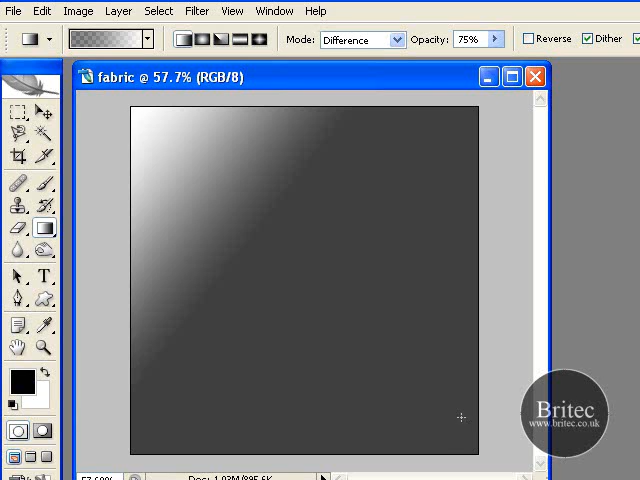 File Edit Image Layer Select Filter View Window Help
Mode: Difference Opacity: 75% Reverse Dither
fabric @ 57.7% (RGB/8)
T
Britec
www.britec.co.uk